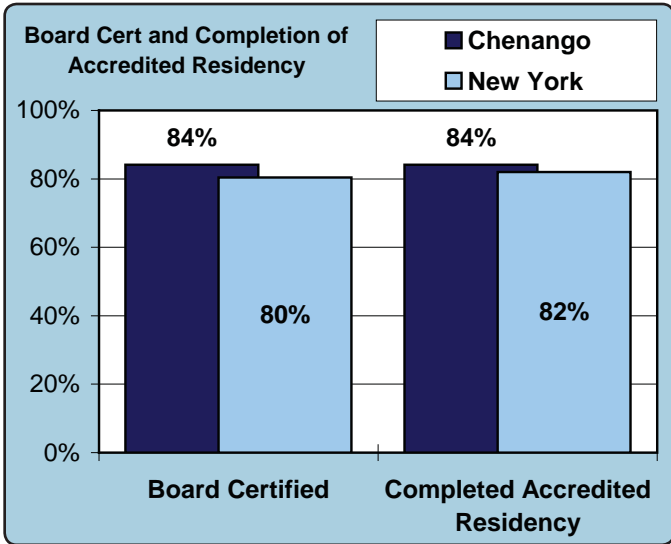 Board Cert and Completion of
Accredited Residency
Chenango
New York
100%
80%
60%
40%
20%
0%
84%
80%
84%
82%
Board Certified
Completed Accredited
Residency